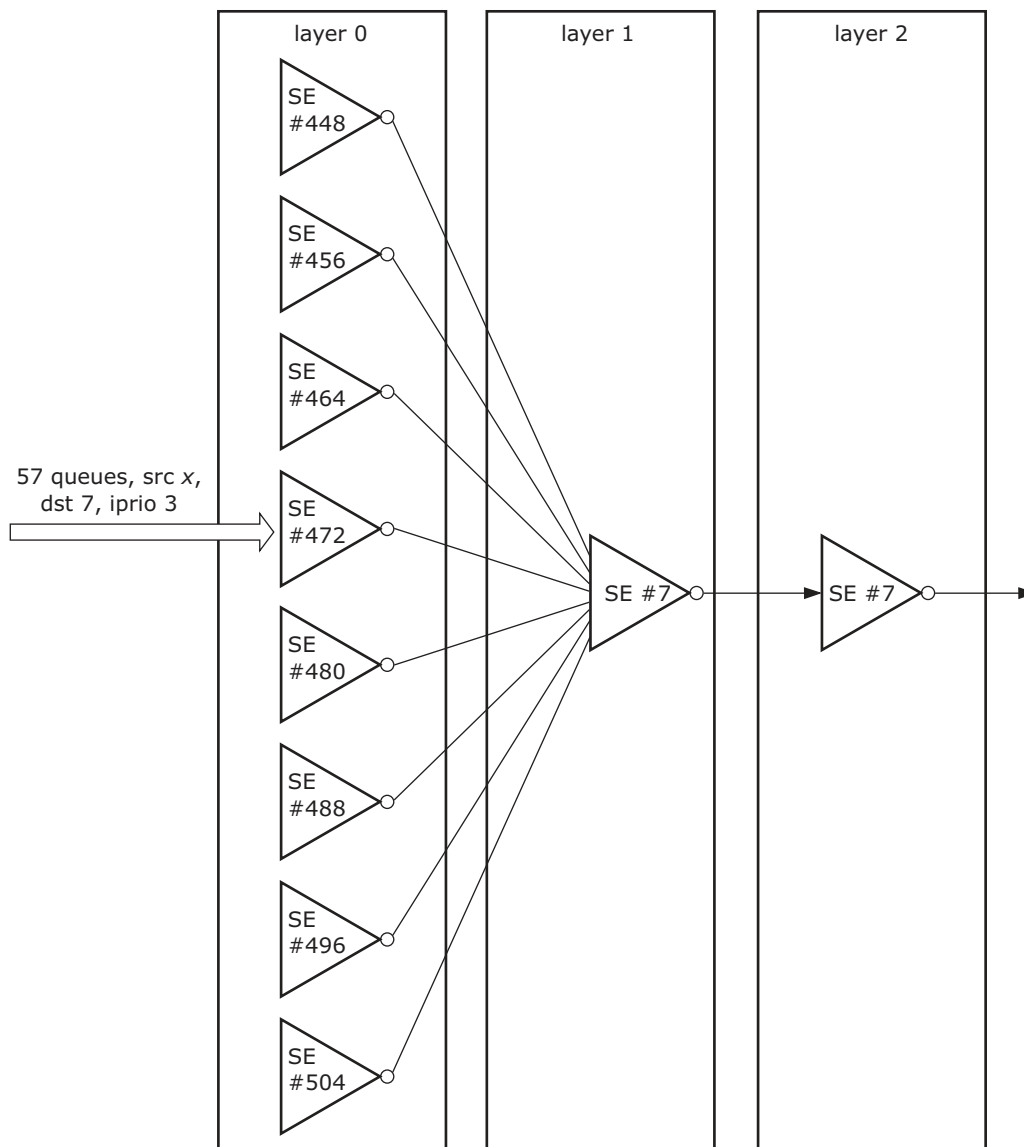 layer 0
layer 1
layer 2
SE
#448
SE
#456
SE
#464
57 queues, src x,
dst 7, iprio 3
SE
#472
SE #7
SE #7
SE
#480
SE
#488
SE
#496
SE
#504